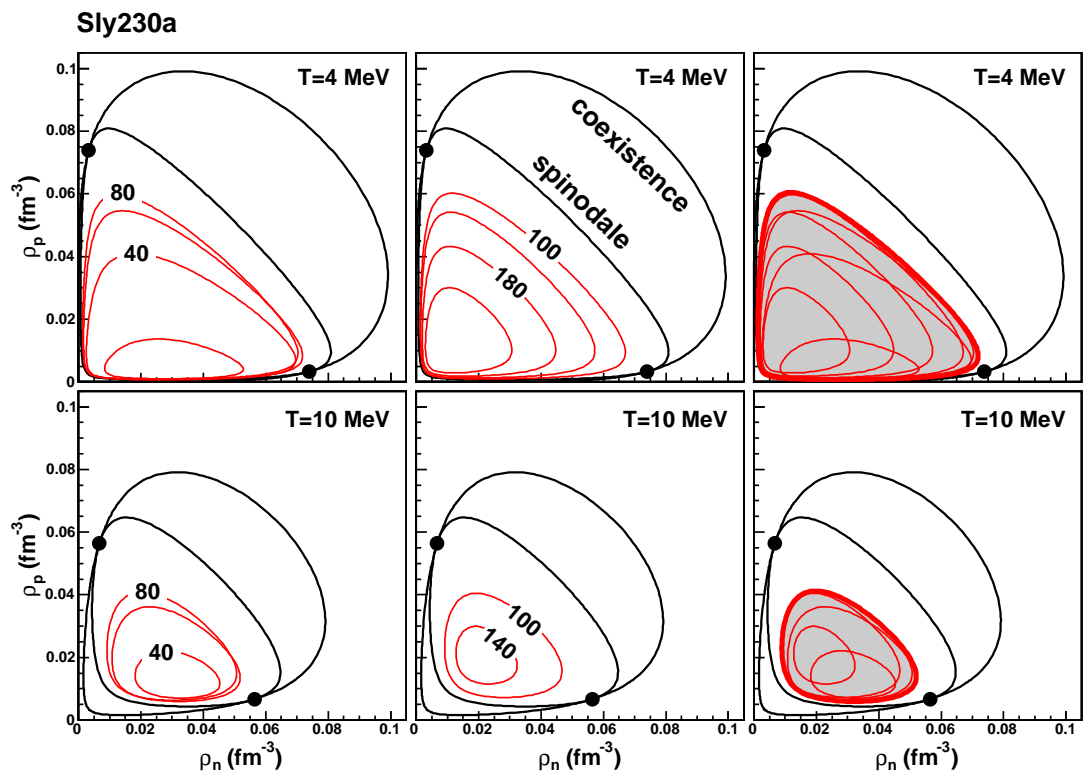 Sly230a
T=4 MeV
T=4 MeV
T=4 MeV
coexistence
spinodale
80
40
100
180
ρp (fm-3)
0.1
0.08
0.06
0.04
0.02
0
T=10 MeV
T=10 MeV
T=10 MeV
80
40
100
140
ρp (fm-3)
0.1
0.08
0.06
0.04
0.02
0
0 0.02 0.04 0.06 0.08 0.1
0 0.02 0.04 0.06 0.08 0.1
0 0.02 0.04 0.06 0.08 0.1
ρn (fm-3)
ρn (fm-3)
ρn (fm-3)